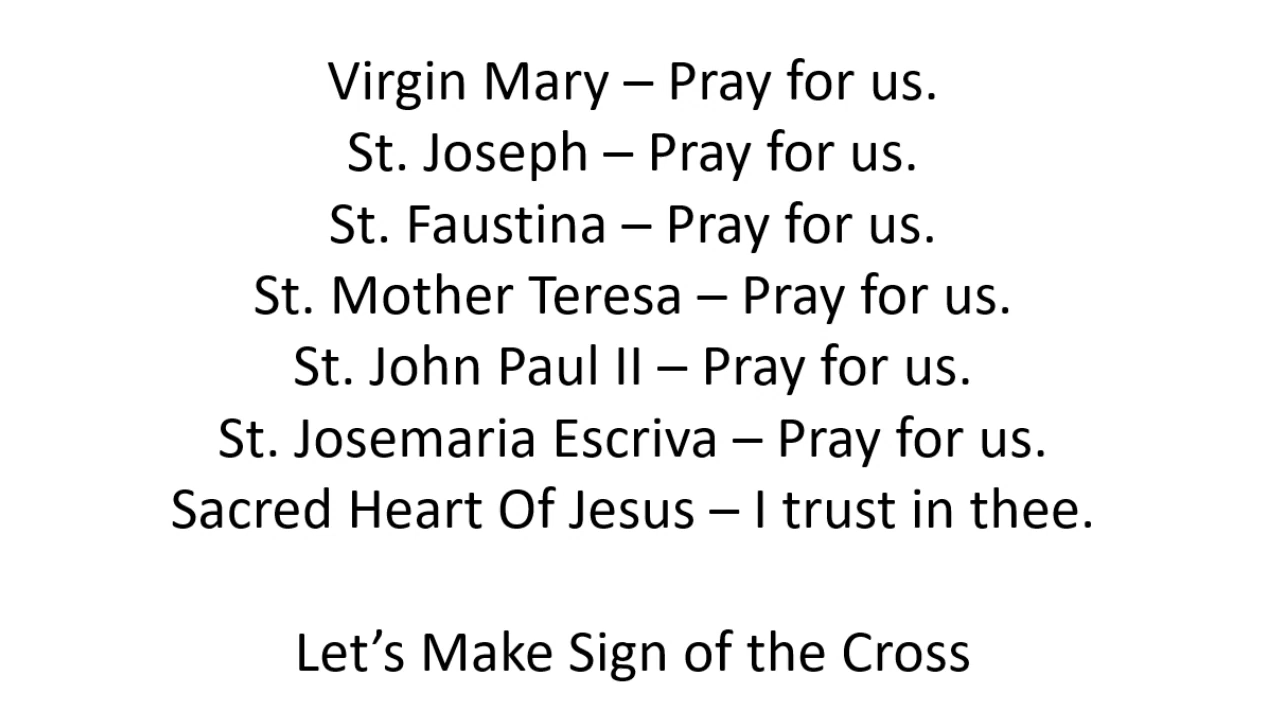 Virgin Mary – Pray for us.
St. Joseph – Pray for us.
St. Faustina – Pray for us.
St. Mother Teresa – Pray for us.
St. John Paul II – Pray for us.
St. Josemaria Escriva – Pray for us.
Sacred Heart Of Jesus – I trust in thee.
Let’s Make Sign of the Cross